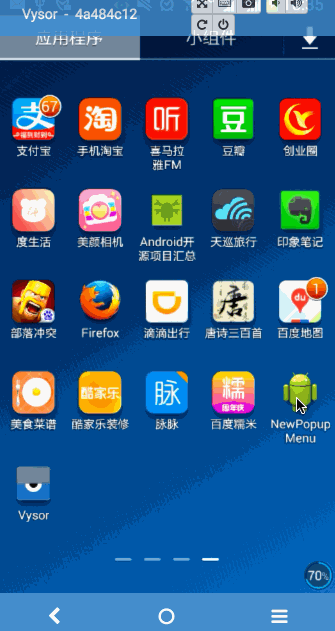 Vysor - 4a484c12
应用程序
小组件
67
支付宝
淘
手机淘宝
听
喜马拉
雅FM
豆
豆瓣
创业圈
度生活
美颜相机
Android开
源项目汇总
天巡旅行
印象笔记
部落冲突
Firefox
滴滴出行
唐
唐诗三百首
du
1
百度地图
美食菜谱
酷家乐
酷家乐装修
脉
脉脉
糯
周年庆
百度糯米
NewPopup
Menu
Vysor
70%